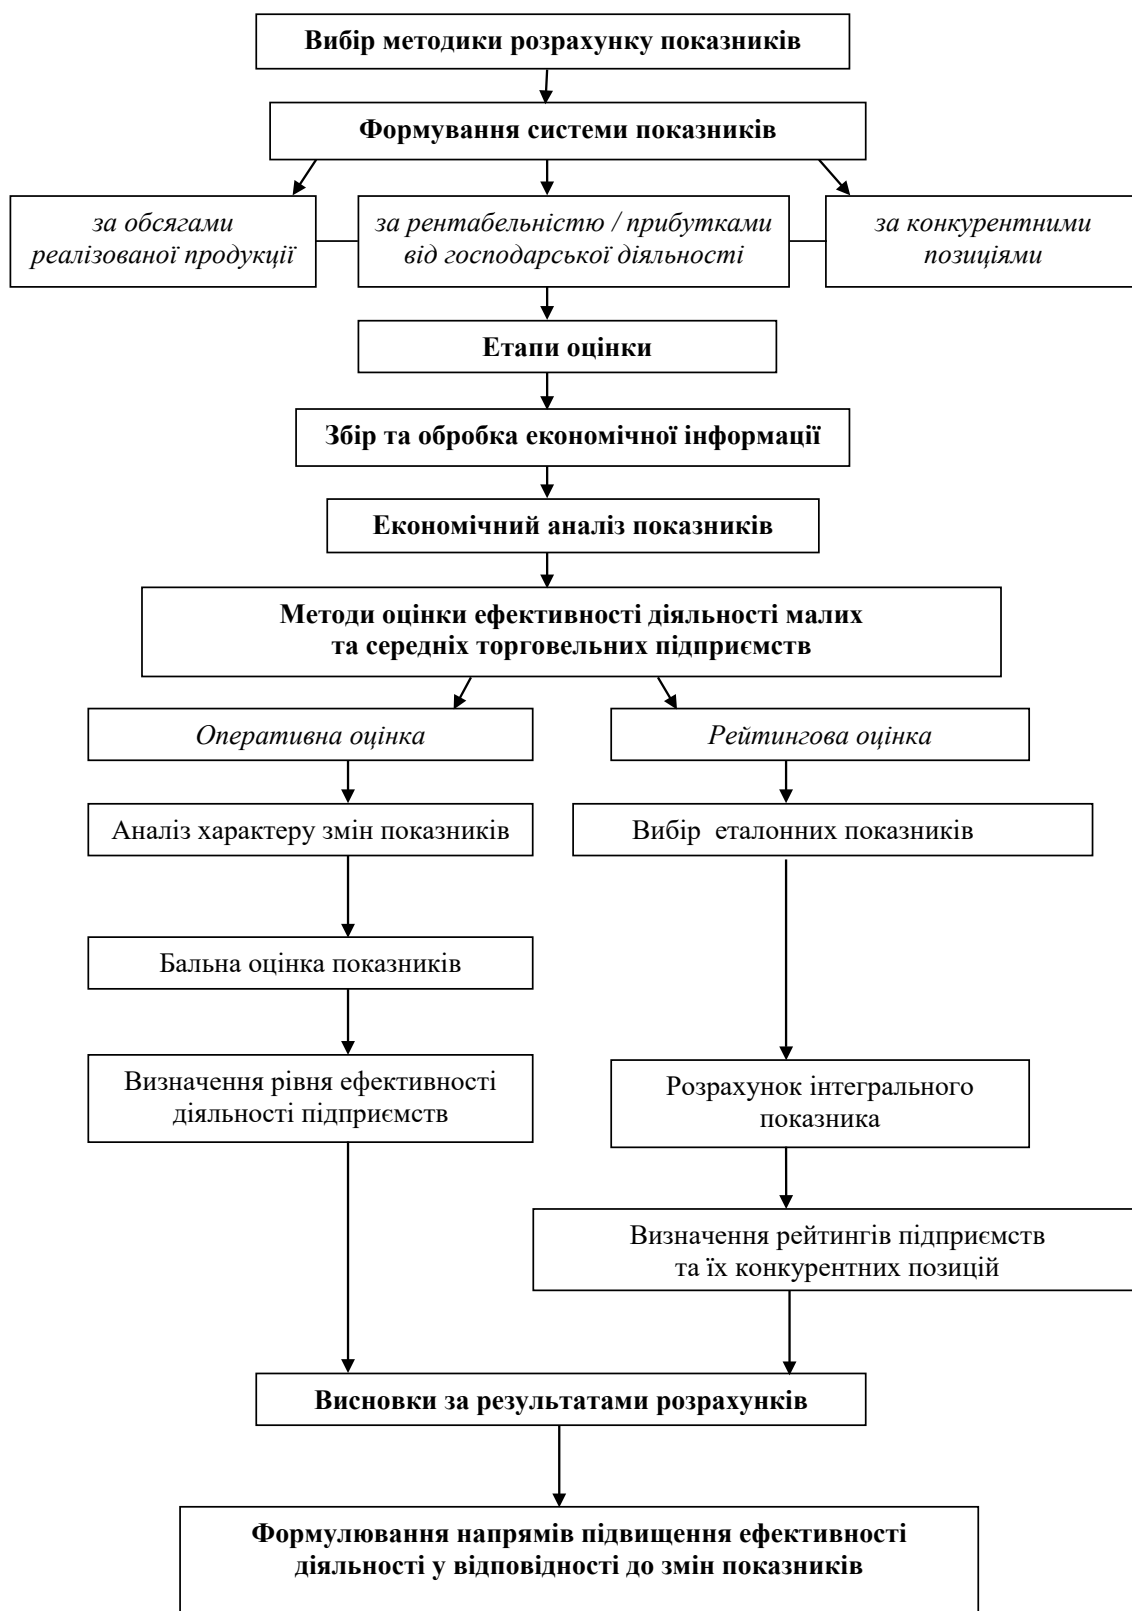 Вибір методики розрахунку показників
Формування системи показників
за обсягами
реалізованої продукції
за рентабельністю / прибутками
від господарської діяльності
за конкурентними
позиціями
Етапи оцінки
Збір та обробка економічної інформації
Економічний аналіз показників
Методи оцінки ефективності діяльності малих
та середніх торговельних підприємств
Оперативна оцінка
Рейтингова оцінка
Аналіз характеру змін показників
Вибір еталонних показників
Бальна оцінка показників
Визначення рівня ефективності
діяльності підприємств
Розрахунок інтегрального
показника
Визначення рейтингів підприємств
та їх конкурентних позицій
Висновки за результатами розрахунків
Формулювання напрямів підвищення ефективності
діяльності у відповідності до змін показників